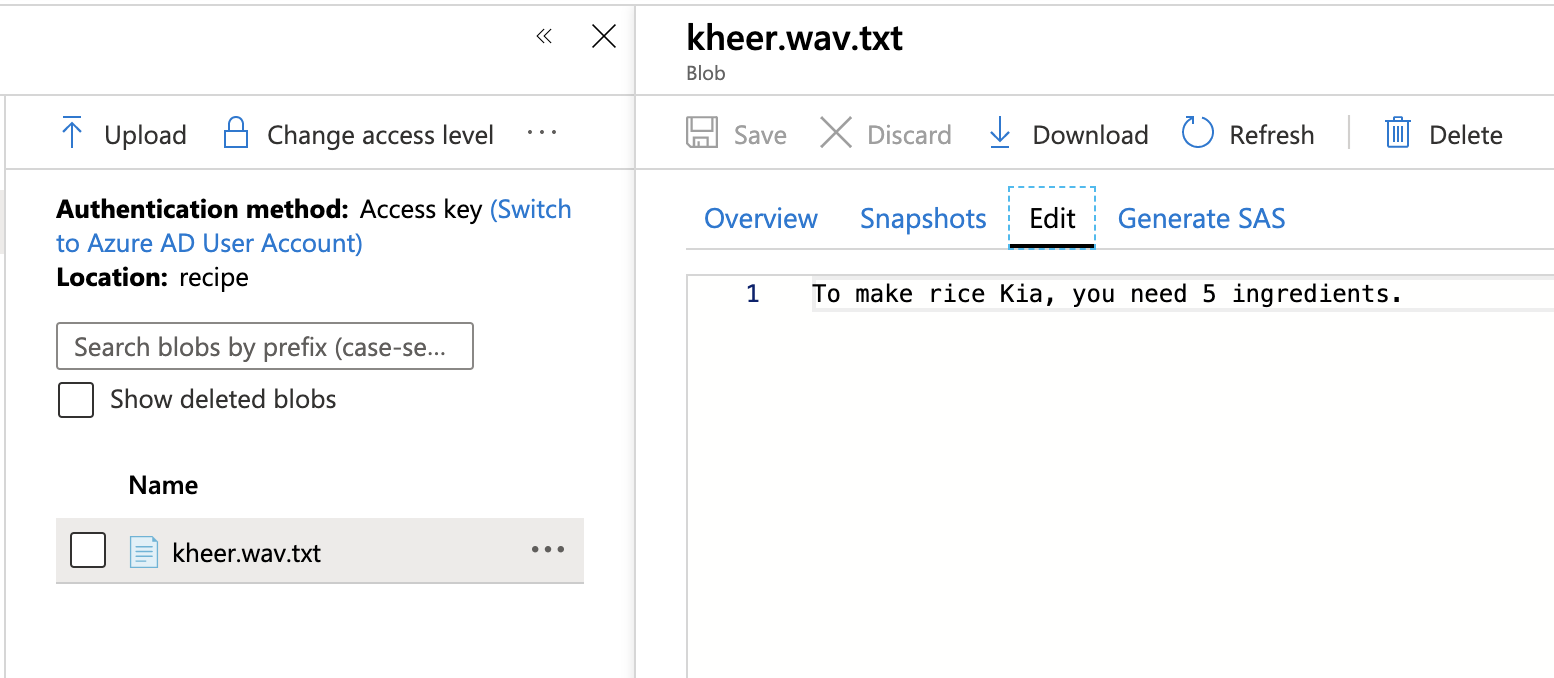 «
kheer.wav.txt
Blob
Upload Change access level ···
Save Discard Download Refresh Delete
Authentication method: Access key (Switch
to Azure AD User Account)
Location: recipe
Search blobs by prefix (case-se...
Show deleted blobs
Name
kheer.wav.txt ···
Overview Snapshots Edit Generate SAS
1 To make rice Kia, you need 5 ingredients.